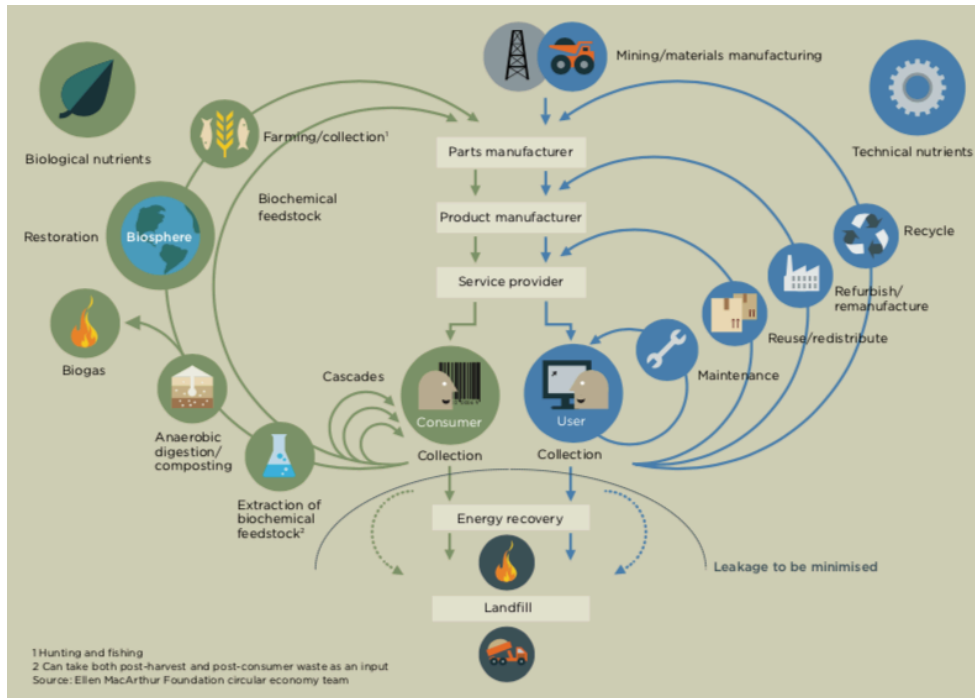 Mining/materials manufacturing
Biological nutrients
Technical nutrients
Farming/collection¹
Parts manufacturer
Biochemical
feedstock
Product manufacturer
Restoration
Biosphere
Recycle
Service provider
Refurbish/
remanufacture
Biogas
Reuse/redistribute
Cascades
Maintenance
Consumer
User
Anaerobic
digestion/
composting
Collection
Collection
Extraction of
biochemical
feedstock²
Energy recovery
Leakage to be minimised
Landfill
1 Hunting and fishing
2 Can take both post-harvest and post-consumer waste as an input
Source: Ellen MacArthur Foundation circular economy team